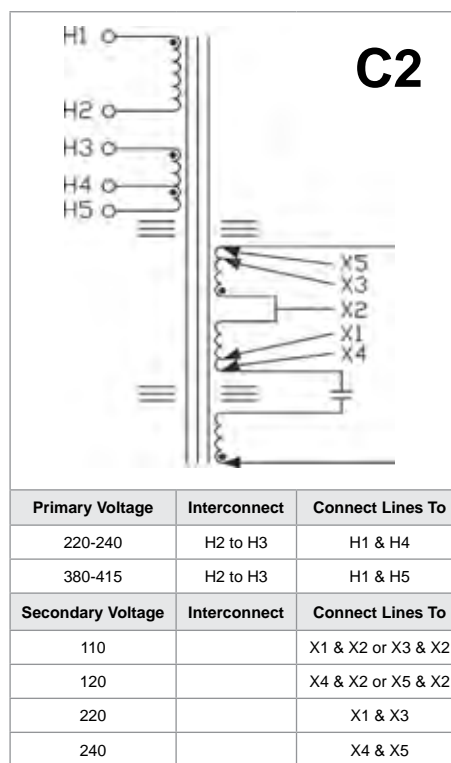 H1
C2
H2
H3
H4
H5
X5
X3
X2
X1
X4
Primary Voltage Interconnect Connect Lines To
220-240 H2 to H3 H1 & H4
380-415 H2 to H3 H1 & H5
Secondary Voltage Interconnect Connect Lines To
110 X1 & X2 or X3 & X2
120 X4 & X2 or X5 & X2
220 X1 & X3
240 X4 & X5